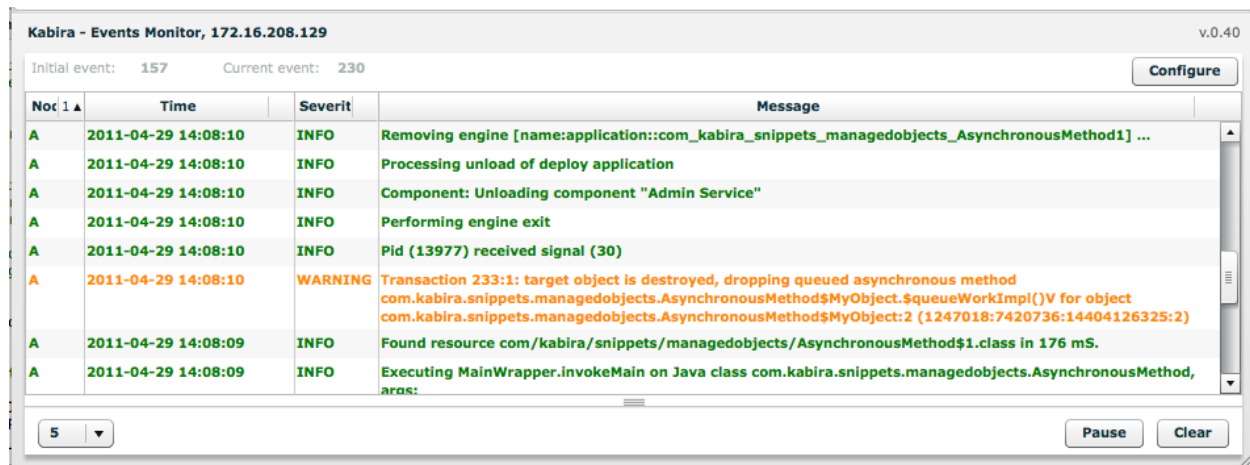 Kabira - Events Monitor, 172.16.208.129 v.0.40
Initial event: 157 Current event: 230 Configure
Noc 1 ▲ Time Severit Message
A 2011-04-29 14:08:10 INFO Removing engine [name:application::com_kabira_snippets_managedobjects_AsynchronousMethod1] ...
A 2011-04-29 14:08:10 INFO Processing unload of deploy application
A 2011-04-29 14:08:10 INFO Component: Unloading component "Admin Service"
A 2011-04-29 14:08:10 INFO Performing engine exit
A 2011-04-29 14:08:10 INFO Pid (13977) received signal (30)
A 2011-04-29 14:08:10 WARNING Transaction 233:1: target object is destroyed, dropping queued asynchronous method
com.kabira.snippets.managedobjects.AsynchronousMethod$MyObject.$queueWorkImpl()V for object
com.kabira.snippets.managedobjects.AsynchronousMethod$MyObject:2 (1247018:7420736:14404126325:2)
A 2011-04-29 14:08:09 INFO Found resource com/kabira/snippets/managedobjects/AsynchronousMethod$1.class in 176 mS.
A 2011-04-29 14:08:09 INFO Executing MainWrapper.invokeMain on Java class com.kabira.snippets.managedobjects.AsynchronousMethod,
args:
5 ▼ Pause Clear